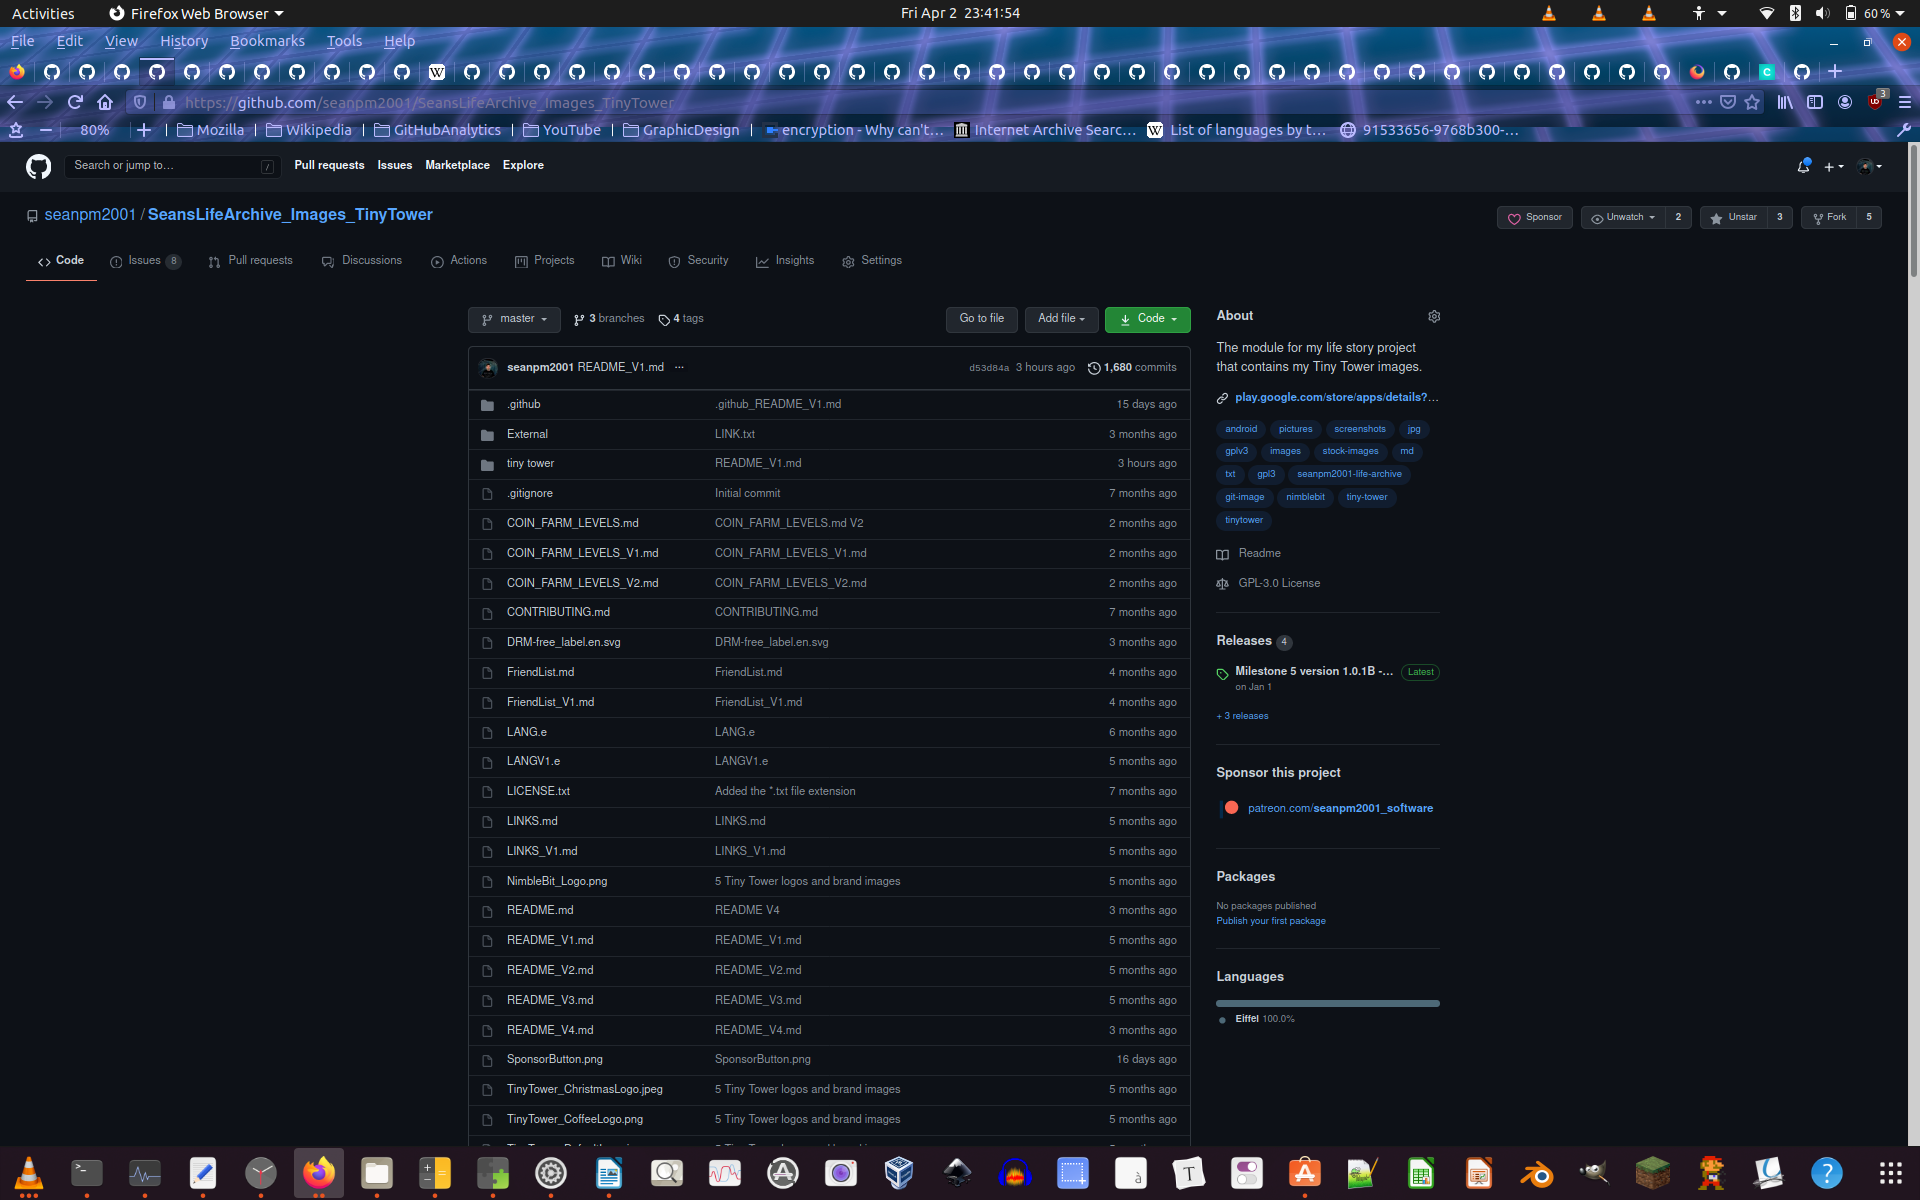 Activities Firefox Web Browser Fri Apr 2 23:41:54 60 %
File Edit View History Bookmarks Tools Help
https://github.com/seanpm2001/SeansLifeArchive_Images_TinyTower 3
80% Mozilla Wikipedia GitHubAnalytics YouTube GraphicDesign encryption - Why can't… Internet Archive Searc… List of languages by t… 91533656-9768b300-…
Search or jump to… / Pull requests Issues Marketplace Explore
seanpm2001 / SeansLifeArchive_Images_TinyTower Sponsor Unwatch 2 Unstar 3 Fork 5
Code Issues 8 Pull requests Discussions Actions Projects Wiki Security Insights Settings
master 3 branches 4 tags Go to file Add file Code
seanpm2001 README_V1.md ... d53d84a 3 hours ago 1,680 commits
.github .github_README_V1.md 15 days ago
External LINK.txt 3 months ago
tiny tower README_V1.md 3 hours ago
.gitignore Initial commit 7 months ago
COIN_FARM_LEVELS.md COIN_FARM_LEVELS.md V2 2 months ago
COIN_FARM_LEVELS_V1.md COIN_FARM_LEVELS_V1.md 2 months ago
COIN_FARM_LEVELS_V2.md COIN_FARM_LEVELS_V2.md 2 months ago
CONTRIBUTING.md CONTRIBUTING.md 7 months ago
DRM-free_label.en.svg DRM-free_label.en.svg 3 months ago
FriendList.md FriendList.md 4 months ago
FriendList_V1.md FriendList_V1.md 4 months ago
LANG.e LANG.e 6 months ago
LANGV1.e LANGV1.e 5 months ago
LICENSE.txt Added the *.txt file extension 7 months ago
LINKS.md LINKS.md 5 months ago
LINKS_V1.md LINKS_V1.md 5 months ago
NimbleBit_Logo.png 5 Tiny Tower logos and brand images 5 months ago
README.md README V4 3 months ago
README_V1.md README_V1.md 5 months ago
README_V2.md README_V2.md 5 months ago
README_V3.md README_V3.md 5 months ago
README_V4.md README_V4.md 3 months ago
SponsorButton.png SponsorButton.png 16 days ago
TinyTower_ChristmasLogo.jpeg 5 Tiny Tower logos and brand images 5 months ago
TinyTower_CoffeeLogo.png 5 Tiny Tower logos and brand images 5 months ago
About
The module for my life story project
that contains my Tiny Tower images.
play.google.com/store/apps/details?…
android pictures screenshots jpg
gplv3 images stock-images md
txt gpl3 seanpm2001-life-archive
git-image nimblebit tiny-tower
tinytower
Readme
GPL-3.0 License
Releases 4
Milestone 5 version 1.0.1B -… Latest
on Jan 1
+ 3 releases
Sponsor this project
patreon.com/seanpm2001_software
Packages
No packages published
Publish your first package
Languages
Eiffel 100.0%